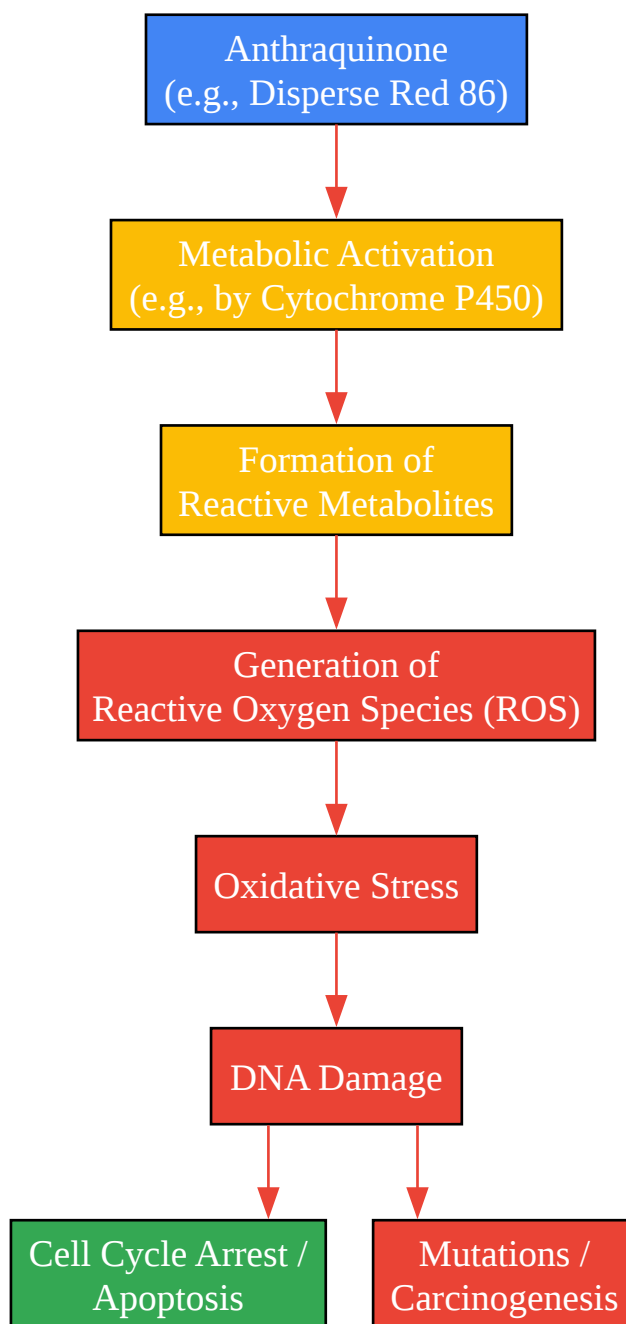 Anthraquinone
(e.g., Disperse Red 86)
Metabolic Activation
(e.g., by Cytochrome P450)
Formation of
Reactive Metabolites
Generation of
Reactive Oxygen Species (ROS)
Oxidative Stress
DNA Damage
Cell Cycle Arrest /
Apoptosis
Mutations /
Carcinogenesis